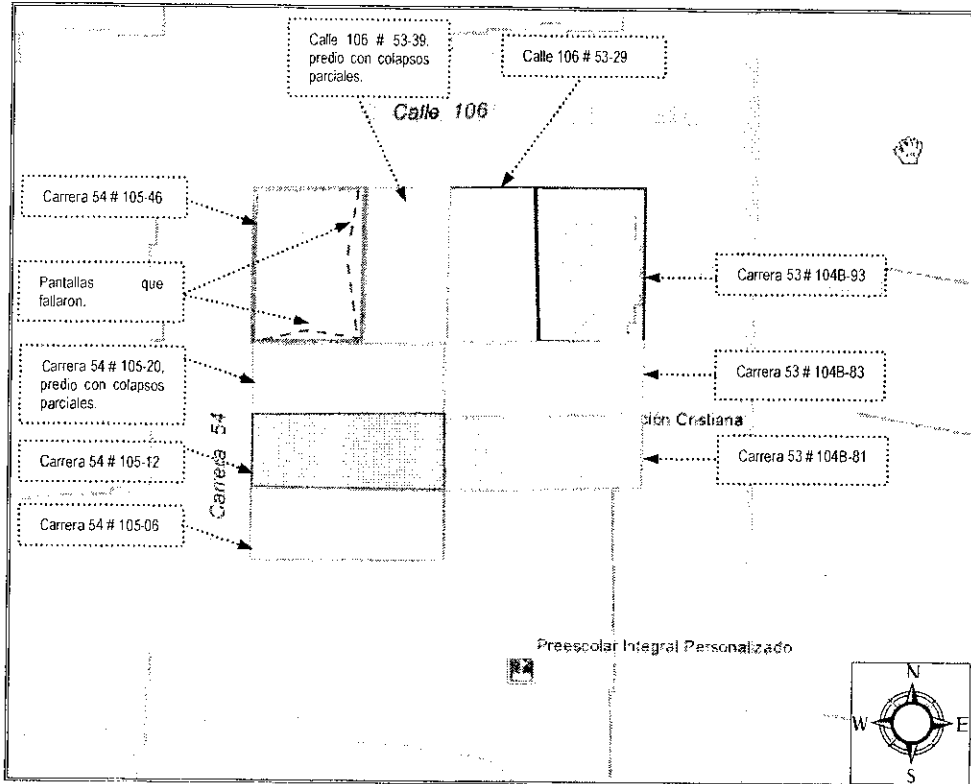 Calle 106 # 53-39,
predio con colapsos
parciales.
Calle 106 # 53-29
Calle 106
Carrera 54 # 105-46
Pantallas que
fallaron.
Carrera 53 # 104B-93
Carrera 54 # 105-20,
predio con colapsos
parciales.
Carrera 53 # 104B-83
Carrera 54
ción Cristiana
Carrera 54 # 105-12
Carrera 53 # 104B-81
Carrera 54 # 105-06
Preescolar Integral Personalizado
N
W
E
S